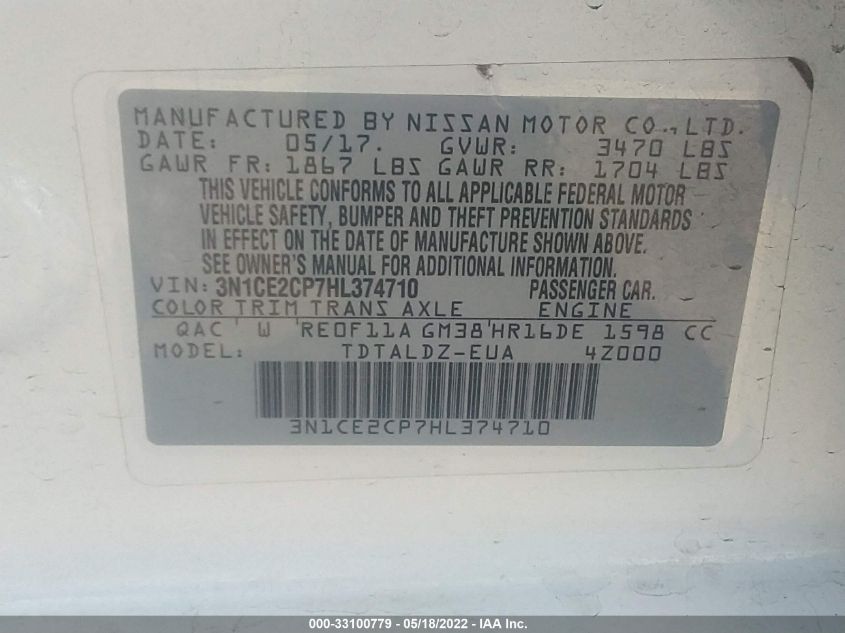 MANUFACTURED BY NISSAN MOTOR CO., LTD.
DATE: 05/17. GVWR: 3470 LBS
GAWR FR: 1867 LBS GAWR RR: 1704 LBS
THIS VEHICLE CONFORMS TO ALL APPLICABLE FEDERAL MOTOR
VEHICLE SAFETY, BUMPER AND THEFT PREVENTION STANDARDS
IN EFFECT ON THE DATE OF MANUFACTURE SHOWN ABOVE.
SEE OWNER'S MANUAL FOR ADDITIONAL INFORMATION.
VIN: 3N1CE2CP7HL374710 PASSENGER CAR.
COLOR TRIM TRANS AXLE ENGINE
QAC ' W 'RE0F11A GM38'HR16DE 1598 CC
MODEL: TDTALDZ-EUA 4Z000
3N1CE2CP7HL374710
000-33100779 - 05/18/2022 - IAA Inc.